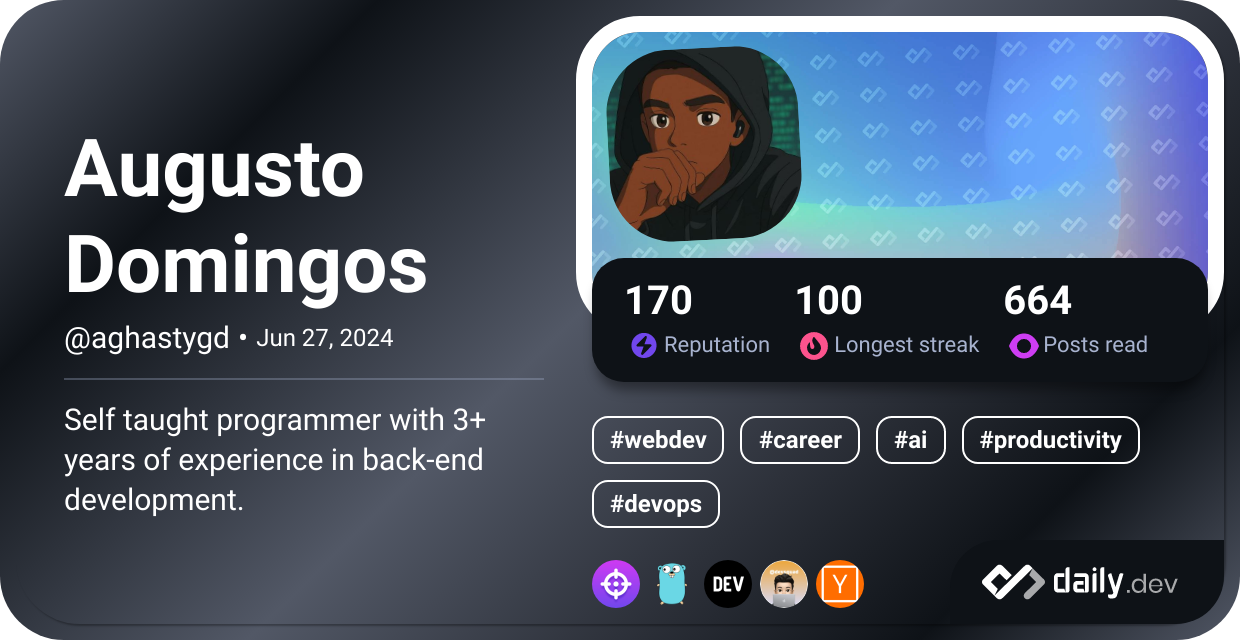 Augusto
Domingos
@aghastygd • Jun 27, 2024
Self taught programmer with 3+
years of experience in back-end
development.
170 100 664
Reputation Longest streak Posts read
#webdev #career #ai #productivity
#devops
DEV Y
daily.dev